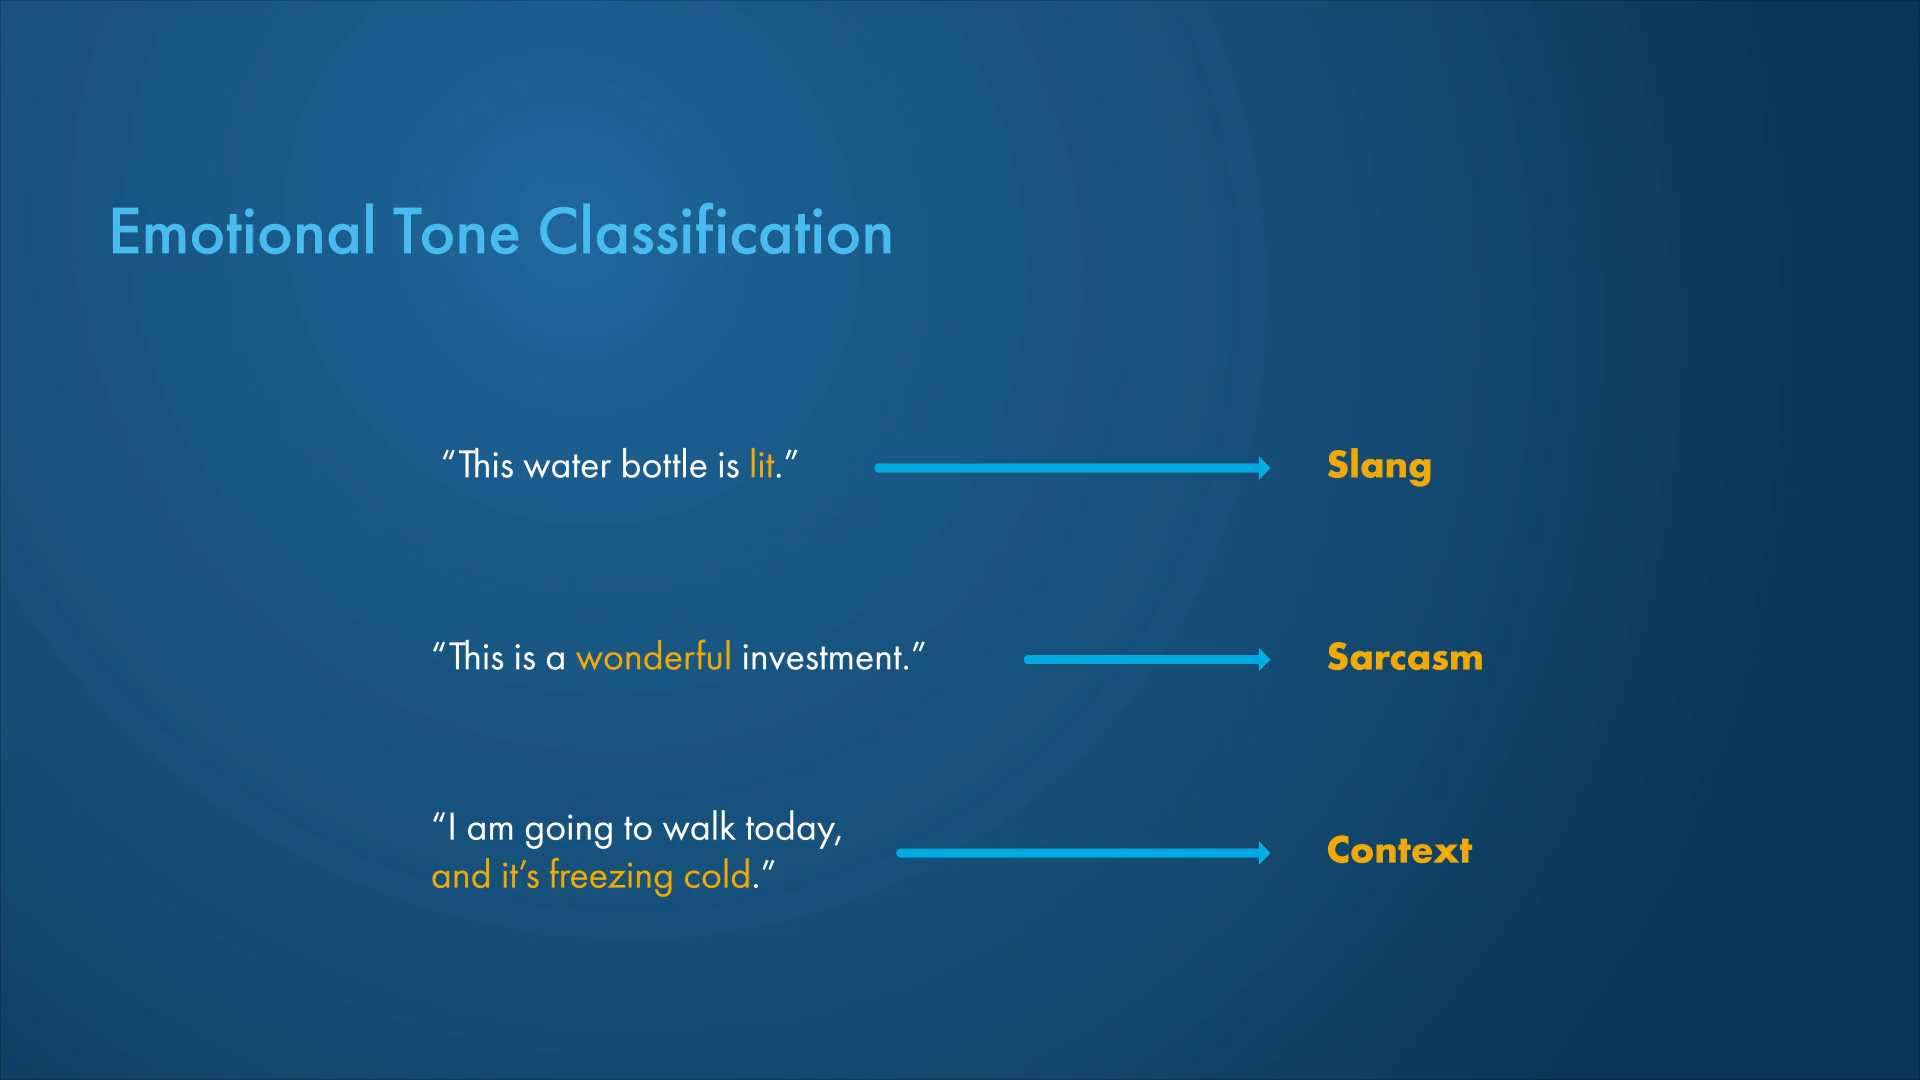 Emotional Tone Classification
“This water bottle is lit.”
Slang
“This is a wonderful investment.”
Sarcasm
“I am going to walk today,
and it’s freezing cold.”
Context